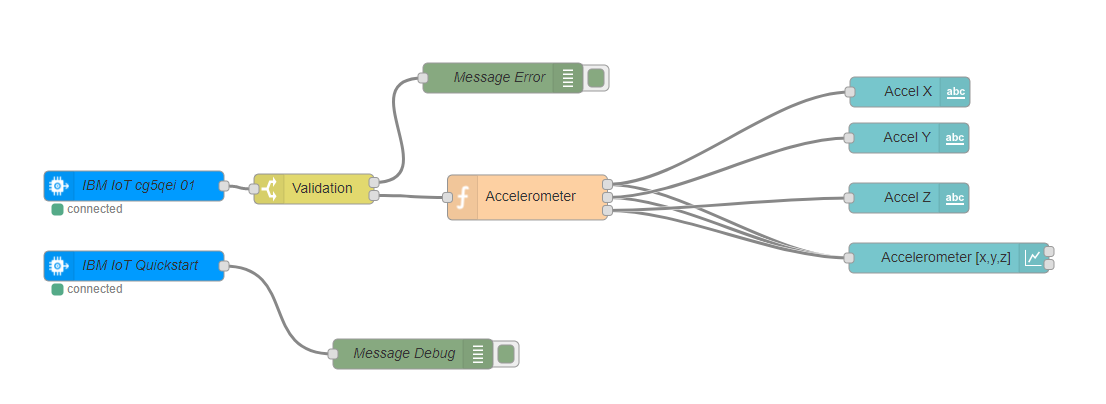 Message Error
Accel X
abc
Accel Y
abc
IBM IoT cg5qei 01
connected
Validation
f
Accelerometer
Accel Z
abc
Accelerometer [x,y,z]
IBM IoT Quickstart
connected
Message Debug